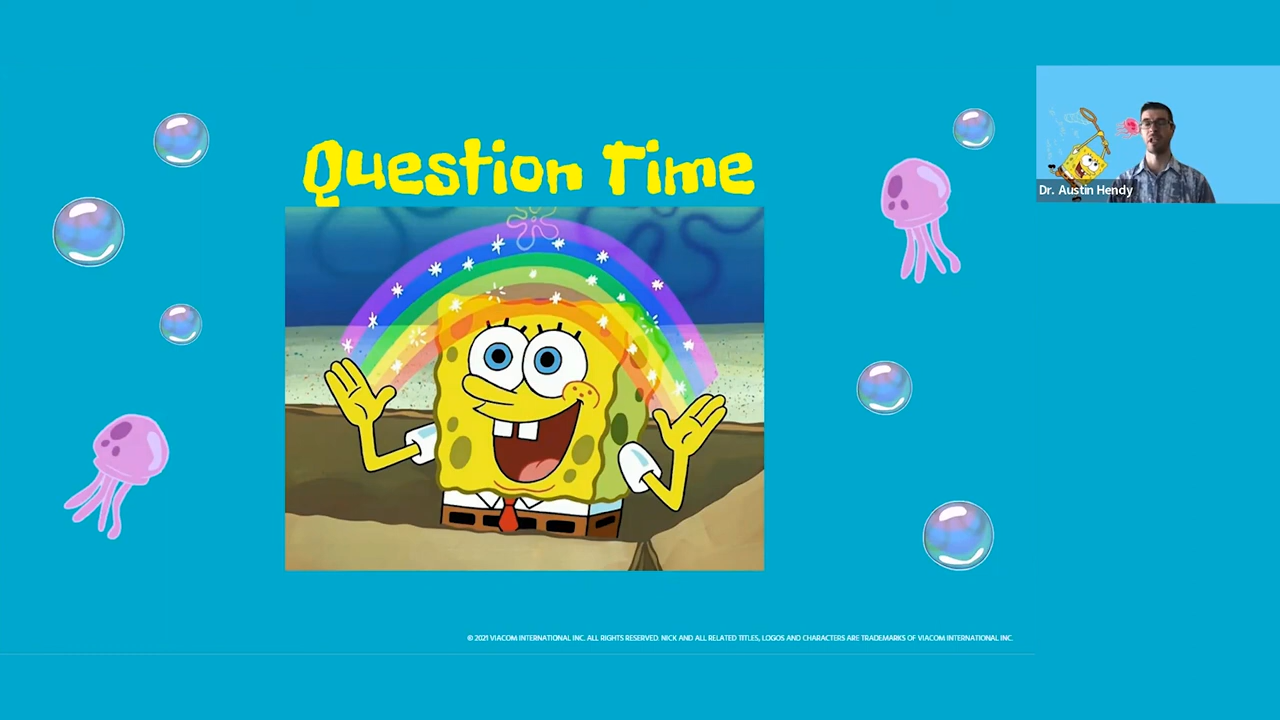 Question Time
Dr. Austin Hendy
© 2021 VIACOM INTERNATIONAL INC. ALL RIGHTS RESERVED. NICK AND ALL RELATED TITLES, LOGOS AND CHARACTERS ARE TRADEMARKS OF VIACOM INTERNATIONAL INC.